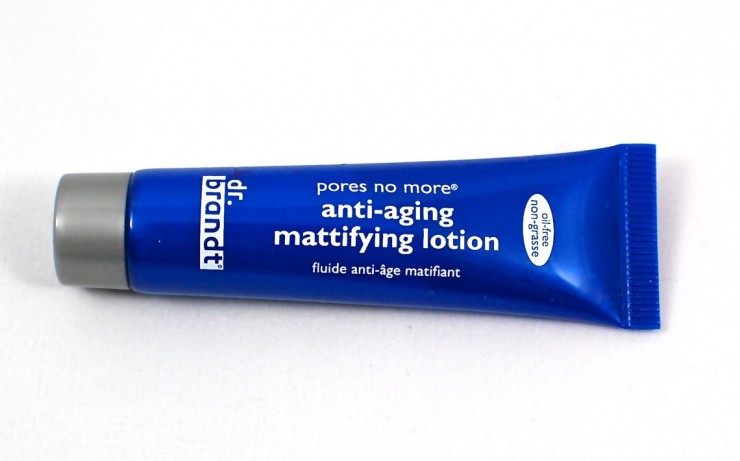 dr.
brandt®
pores no more®
anti-aging
mattifying lotion
fluide anti-âge matifiant
oil-free
non-grasse